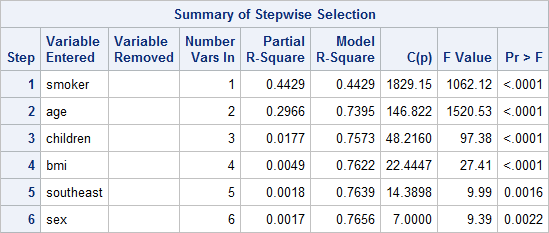 Summary of Stepwise Selection
Step Variable Entered Variable Removed Number Vars In Partial R-Square Model R-Square C(p) F Value Pr > F
1 smoker 1 0.4429 0.4429 1829.15 1062.12 <.0001
2 age 2 0.2966 0.7395 146.822 1520.53 <.0001
3 children 3 0.0177 0.7573 48.2160 97.38 <.0001
4 bmi 4 0.0049 0.7622 22.4447 27.41 <.0001
5 southeast 5 0.0018 0.7639 14.3898 9.99 0.0016
6 sex 6 0.0017 0.7656 7.0000 9.39 0.0022